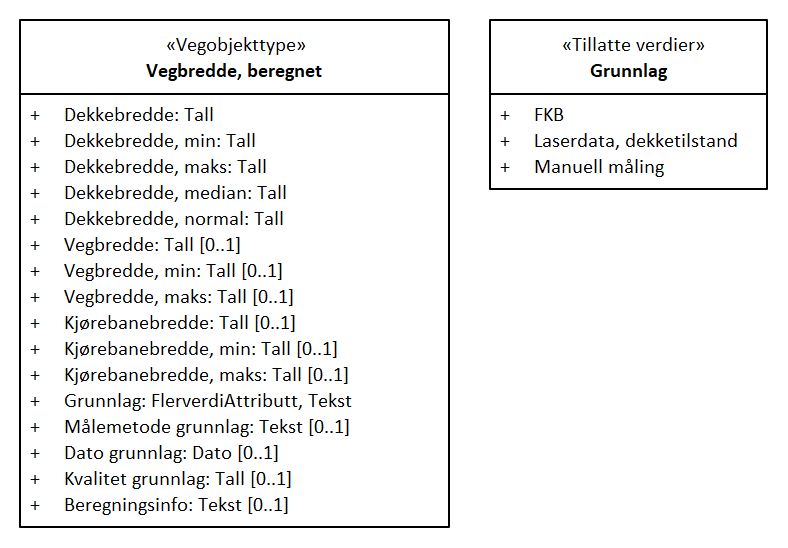 «Vegobjekttype»
Vegbredde, beregnet
+ Dekkebredde: Tall
+ Dekkebredde, min: Tall
+ Dekkebredde, maks: Tall
+ Dekkebredde, median: Tall
+ Dekkebredde, normal: Tall
+ Vegbredde: Tall [0..1]
+ Vegbredde, min: Tall [0..1]
+ Vegbredde, maks: Tall [0..1]
+ Kjørebanebredde: Tall [0..1]
+ Kjørebanebredde, min: Tall [0..1]
+ Kjørebanebredde, maks: Tall [0..1]
+ Grunnlag: FlerverdiAttributt, Tekst
+ Målemetode grunnlag: Tekst [0..1]
+ Dato grunnlag: Dato [0..1]
+ Kvalitet grunnlag: Tall [0..1]
+ Beregningsinfo: Tekst [0..1]
«Tillatte verdier»
Grunnlag
+ FKB
+ Laserdata, dekketilstand
+ Manuell måling